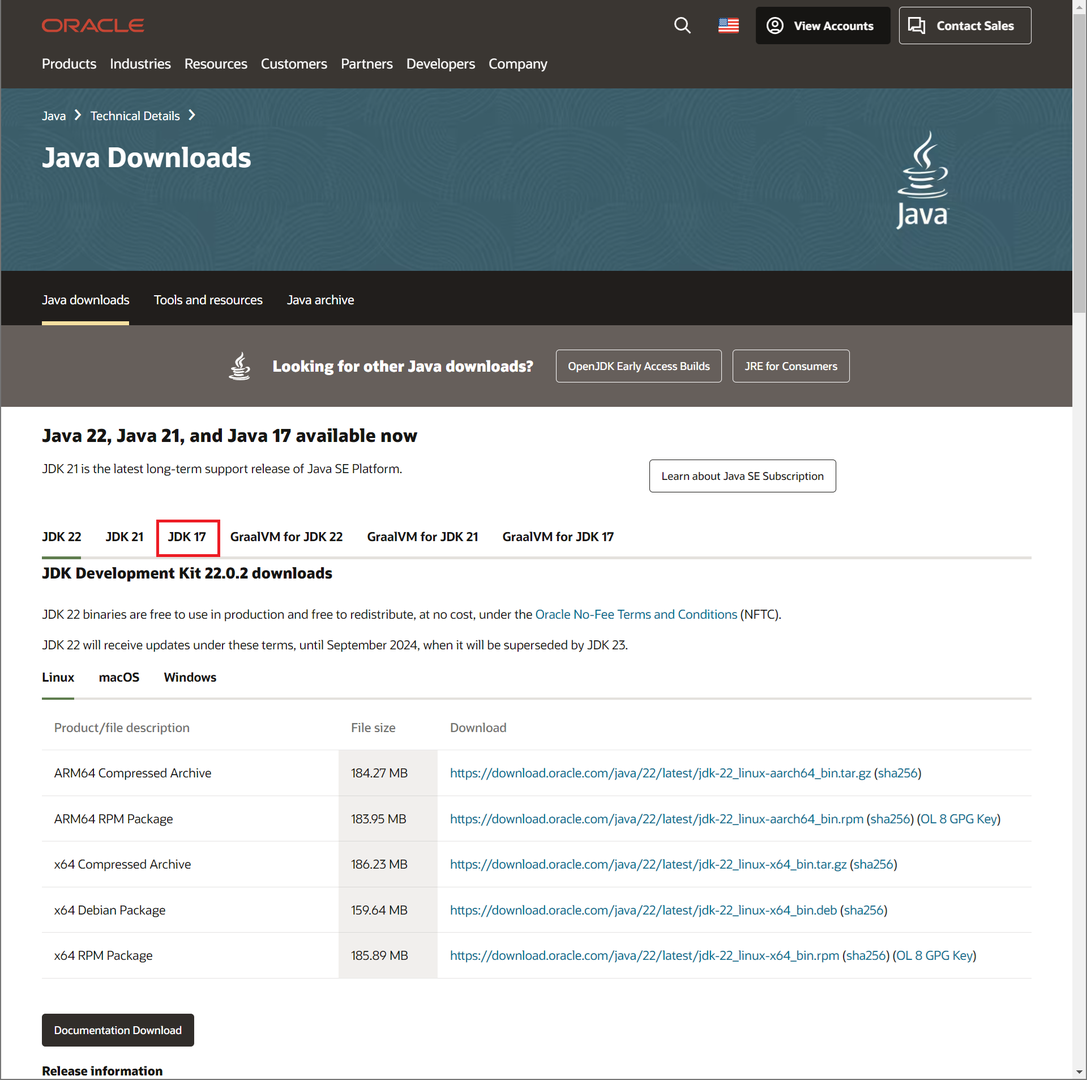 ORACLE
View Accounts
Contact Sales
Products Industries Resources Customers Partners Developers Company
Java Technical Details
Java Downloads
Java
Java downloads Tools and resources Java archive
Looking for other Java downloads? OpenJDK Early Access Builds JRE for Consumers
Java 22, Java 21, and Java 17 available now
JDK 21 is the latest long-term support release of Java SE Platform.
Learn about Java SE Subscription
JDK 22 JDK 21 JDK 17 GraalVM for JDK 22 GraalVM for JDK 21 GraalVM for JDK 17
JDK Development Kit 22.0.2 downloads
JDK 22 binaries are free to use in production and free to redistribute, at no cost, under the Oracle No-Fee Terms and Conditions (NFTC).
JDK 22 will receive updates under these terms, until September 2024, when it will be superseded by JDK 23.
Linux macOS Windows
Product/file description File size Download
ARM64 Compressed Archive 184.27 MB https://download.oracle.com/java/22/latest/jdk-22_linux-aarch64_bin.tar.gz (sha256)
ARM64 RPM Package 183.95 MB https://download.oracle.com/java/22/latest/jdk-22_linux-aarch64_bin.rpm (sha256) (OL 8 GPG Key)
x64 Compressed Archive 186.23 MB https://download.oracle.com/java/22/latest/jdk-22_linux-x64_bin.tar.gz (sha256)
x64 Debian Package 159.64 MB https://download.oracle.com/java/22/latest/jdk-22_linux-x64_bin.deb (sha256)
x64 RPM Package 185.89 MB https://download.oracle.com/java/22/latest/jdk-22_linux-x64_bin.rpm (sha256) (OL 8 GPG Key)
Documentation Download
Release information